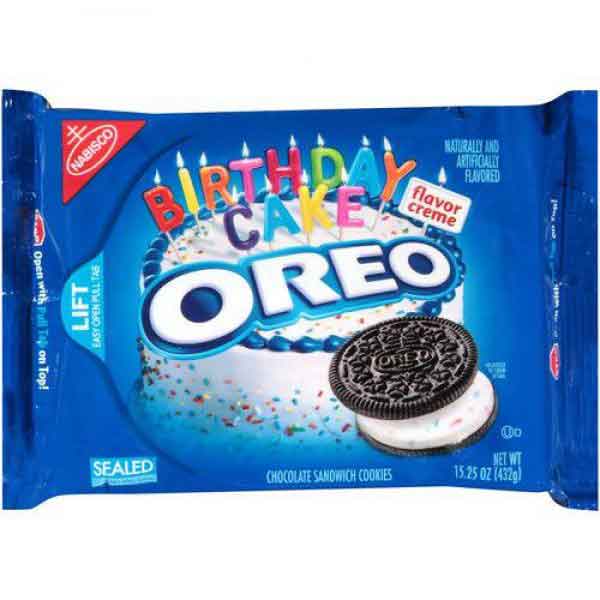 NABISCO
BIRTHDAY
CAKE
flavor
creme
NATURALLY AND
ARTIFICIALLY
FLAVORED
OREO
LIFT
EASY OPEN PULL TAB
Open with Pull Tab on Top!
OREO
SEALED
CHOCOLATE SANDWICH COOKIES
U D
NET WT
15.25 OZ (432g)